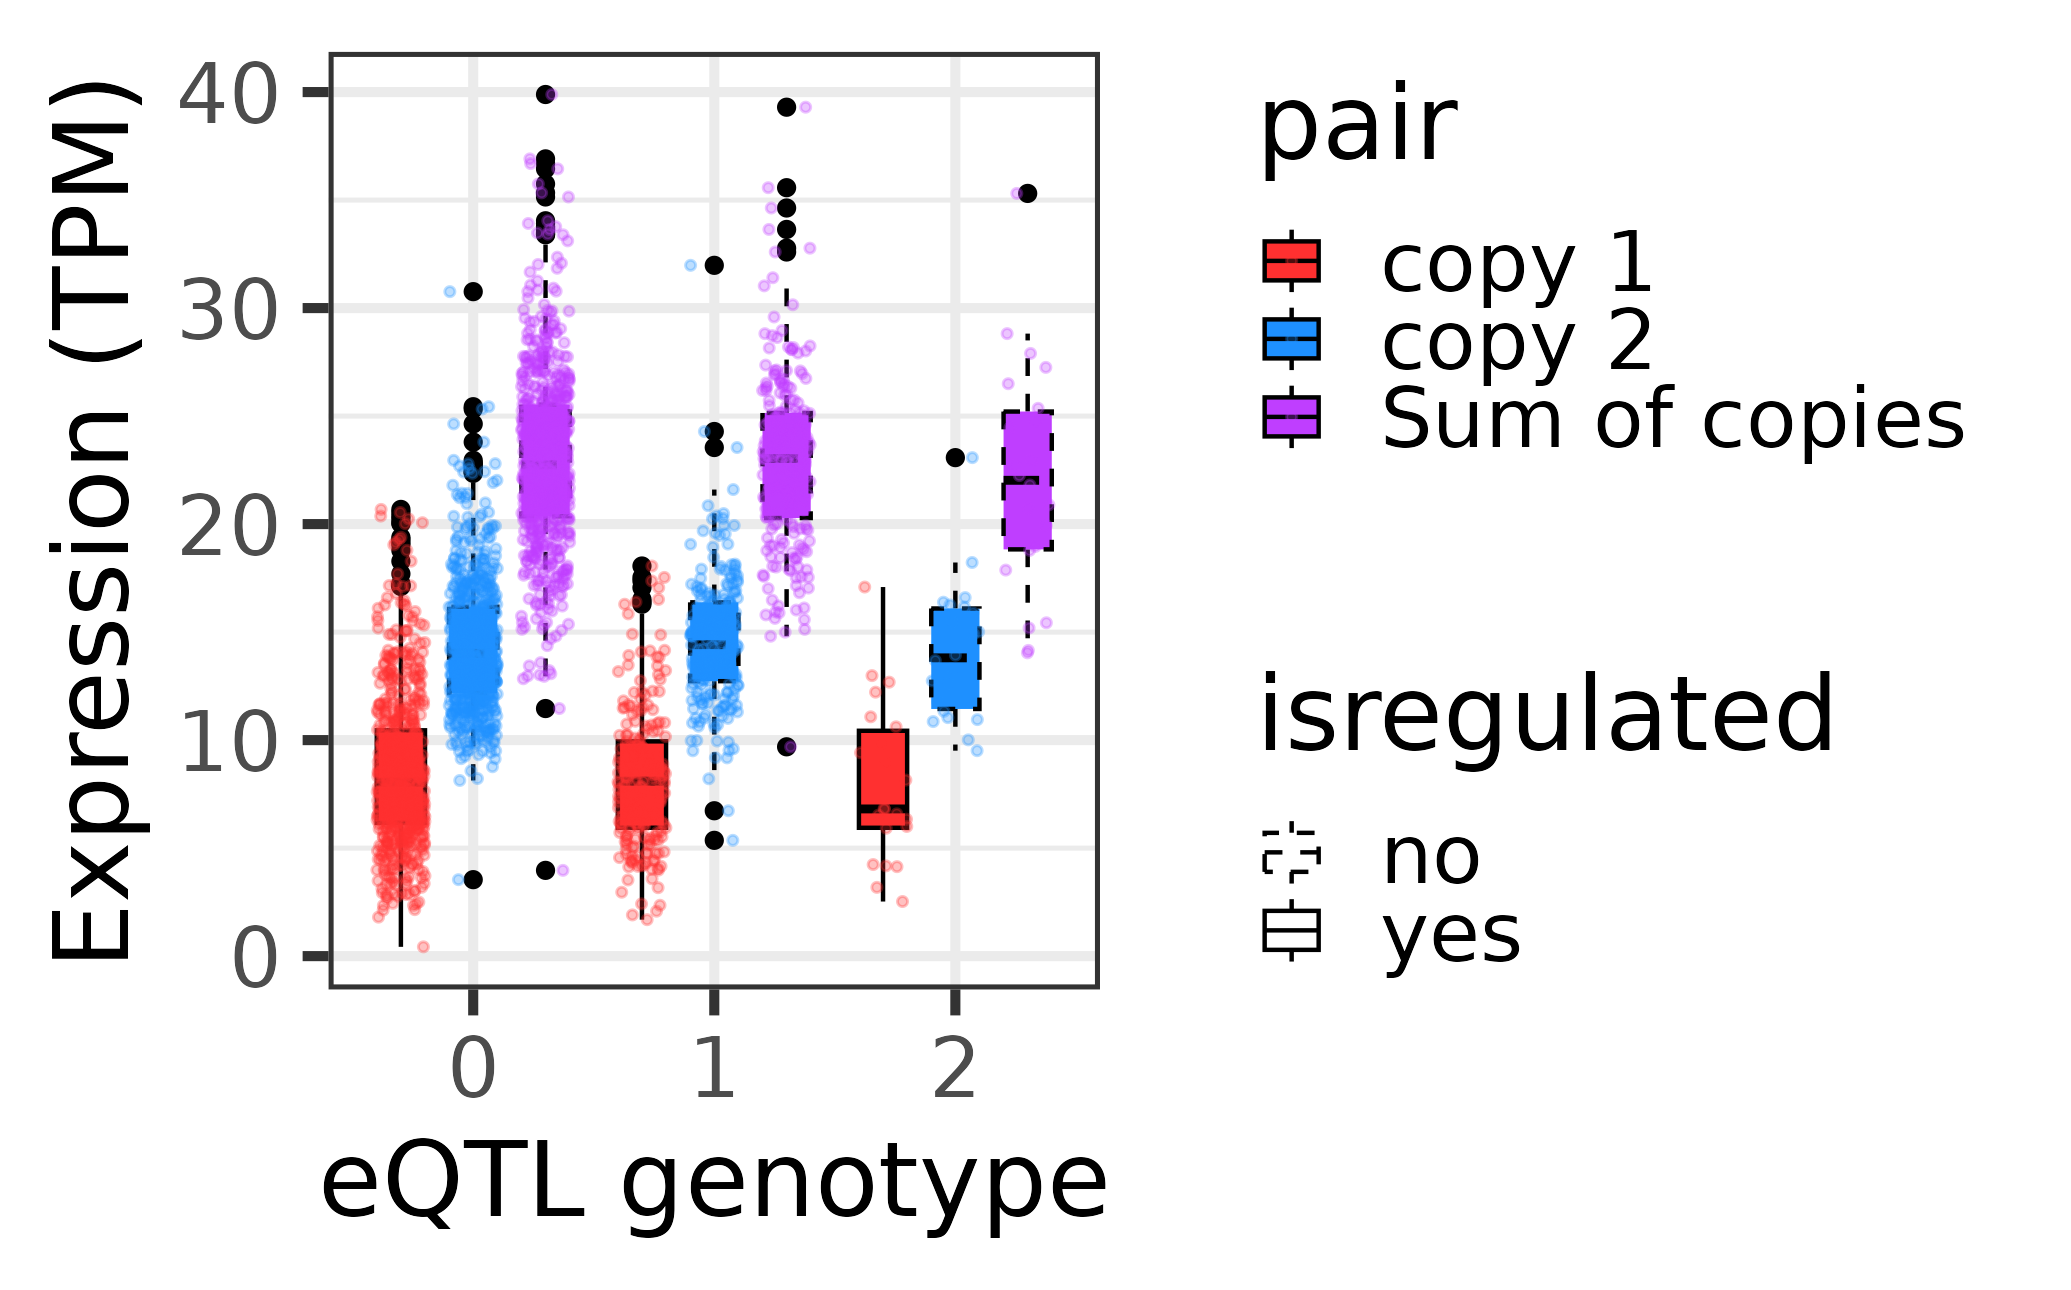 Expression (TPM)
40
30
20
10
0
0 1 2
eQTL genotype
pair
copy 1
copy 2
Sum of copies
isregulated
no
yes